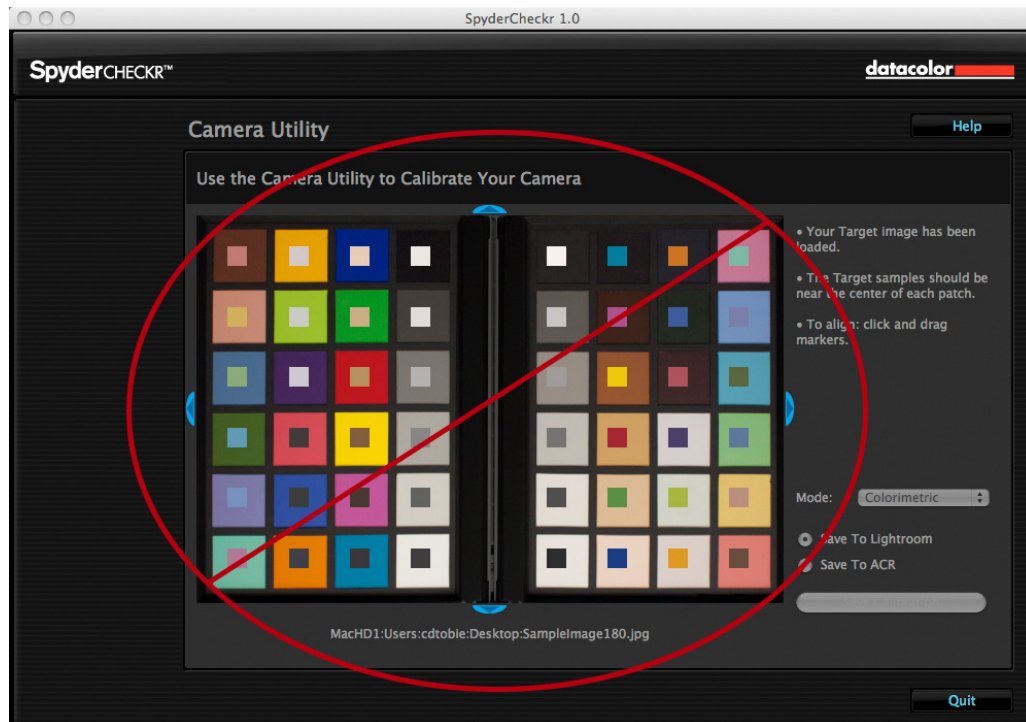 SpyderCheckr 1.0
SpyderCHECKR™
datacolor
Camera Utility
Help
Use the Camera Utility to Calibrate Your Camera
• Your Target image has been
loaded.
• The Target samples should be
near the center of each patch.
• To align: click and drag
markers.
Mode: Colorimetric
Save To Lightroom
Save To ACR
MacHD1:Users:cdtobie:Desktop:SampleImage180.jpg
Quit